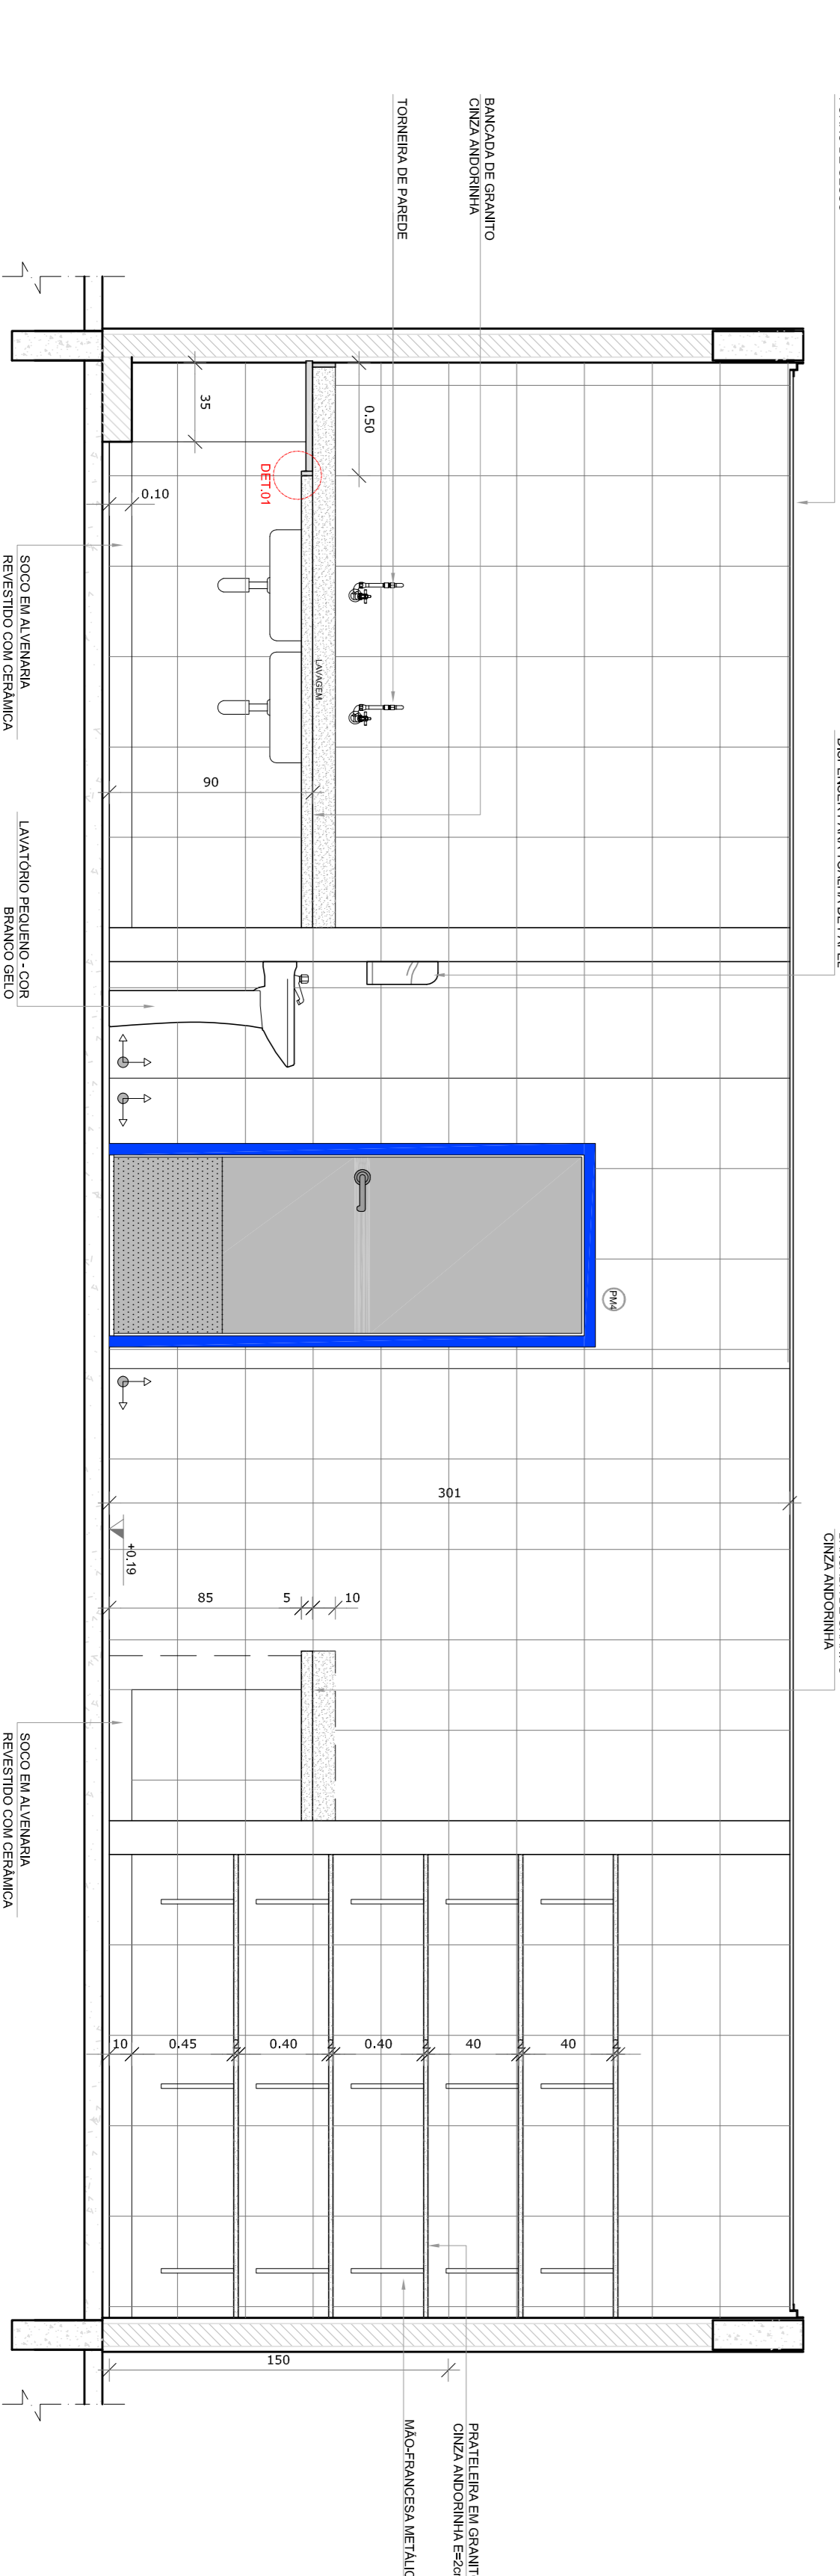 BANCADA DE GRANITO
CINZA ANDORINHA
TORNEIRA DE PAREDE
CINZA ANDORINHA
PRATELEIRA EM GRANIT
CINZA ANDORINHA E=2c
MÃO-FRANCESA METÁLIC
PM4
0.50
35
DET.01
0.10
LAVAGEM
90
301
+0.19
85
5
10
10
0.45
2
0.40
2
0.40
2
40
2
40
2
150
SOCO EM ALVENARIA
REVESTIDO COM CERÂMICA
LAVATÓRIO PEQUENO - COR
BRANCO GELO
SOCO EM ALVENARIA
REVESTIDO COM CERÂMICA